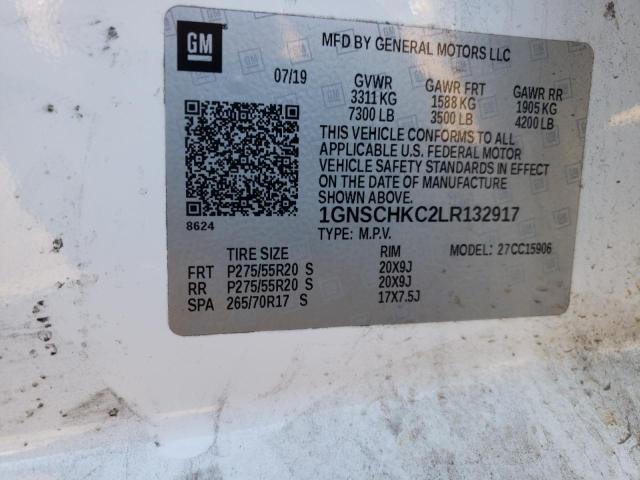 GM
MFD BY GENERAL MOTORS LLC
07/19 GVWR GAWR FRT GAWR RR
3311 KG 1588 KG 1905 KG
7300 LB 3500 LB 4200 LB
THIS VEHICLE CONFORMS TO ALL
APPLICABLE U.S. FEDERAL MOTOR
VEHICLE SAFETY STANDARDS IN EFFECT
ON THE DATE OF MANUFACTURE
SHOWN ABOVE.
8624 1GNSCHKC2LR132917
TYPE: M.P.V. MODEL: 27CC15906
TIRE SIZE RIM
FRT P275/55R20 S 20X9J
RR P275/55R20 S 20X9J
SPA 265/70R17 S 17X7.5J